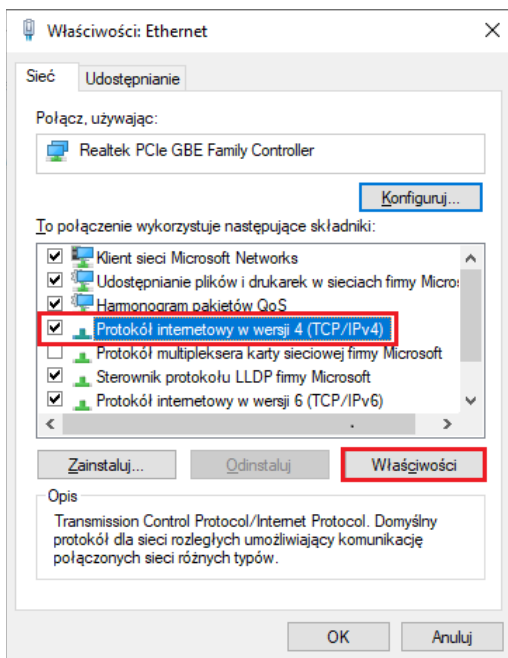 Właściwości: Ethernet
Sieć
Udostępnianie
Połącz, używając:
Realtek PCIe GBE Family Controller
Konfiguruj...
To połączenie wykorzystuje następujące składniki:
Klient sieci Microsoft Networks
Udostępnianie plików i drukarek w sieciach firmy Micro
Harmonogram pakietów QoS
Protokół internetowy w wersji 4 (TCP/IPv4)
Protokół multipleksera karty sieciowej firmy Microsoft
Sterownik protokołu LLDP firmy Microsoft
Protokół internetowy w wersji 6 (TCP/IPv6)
Zainstaluj...
Odinstaluj
Właściwości
Opis
Transmission Control Protocol/Internet Protocol. Domyślny
protokół dla sieci rozległych umożliwiający komunikację
połączonych sieci różnych typów.
OK
Anuluj